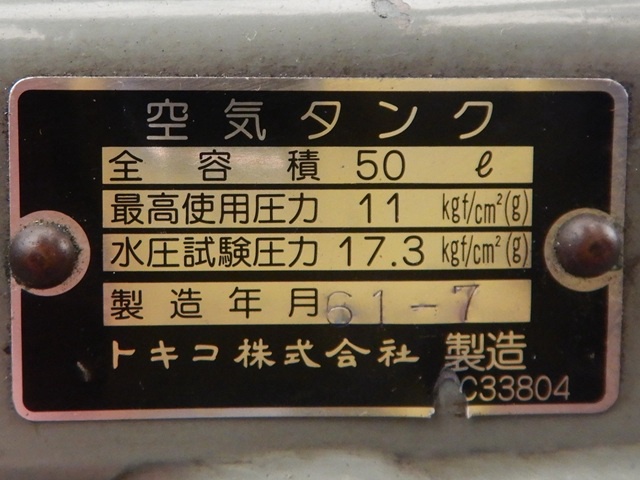 空気タンク
全容積 50 ℓ
最高使用圧力 11 kgf/cm²(g)
水圧試験圧力 17.3 kgf/cm²(g)
製造年月 61-7
トキコ株式会社 製造
C33804